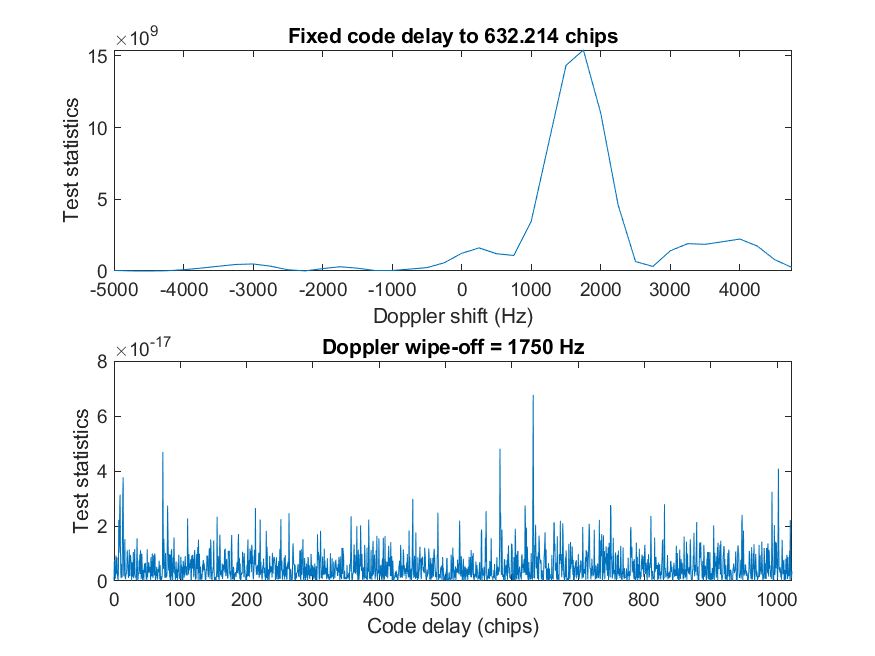 ×10^9
Fixed code delay to 632.214 chips
15
10
5
0
Test statistics
-5000 -4000 -3000 -2000 -1000 0 1000 2000 3000 4000
Doppler shift (Hz)
×10^-17
Doppler wipe-off = 1750 Hz
8
6
4
2
0
Test statistics
0 100 200 300 400 500 600 700 800 900 1000
Code delay (chips)